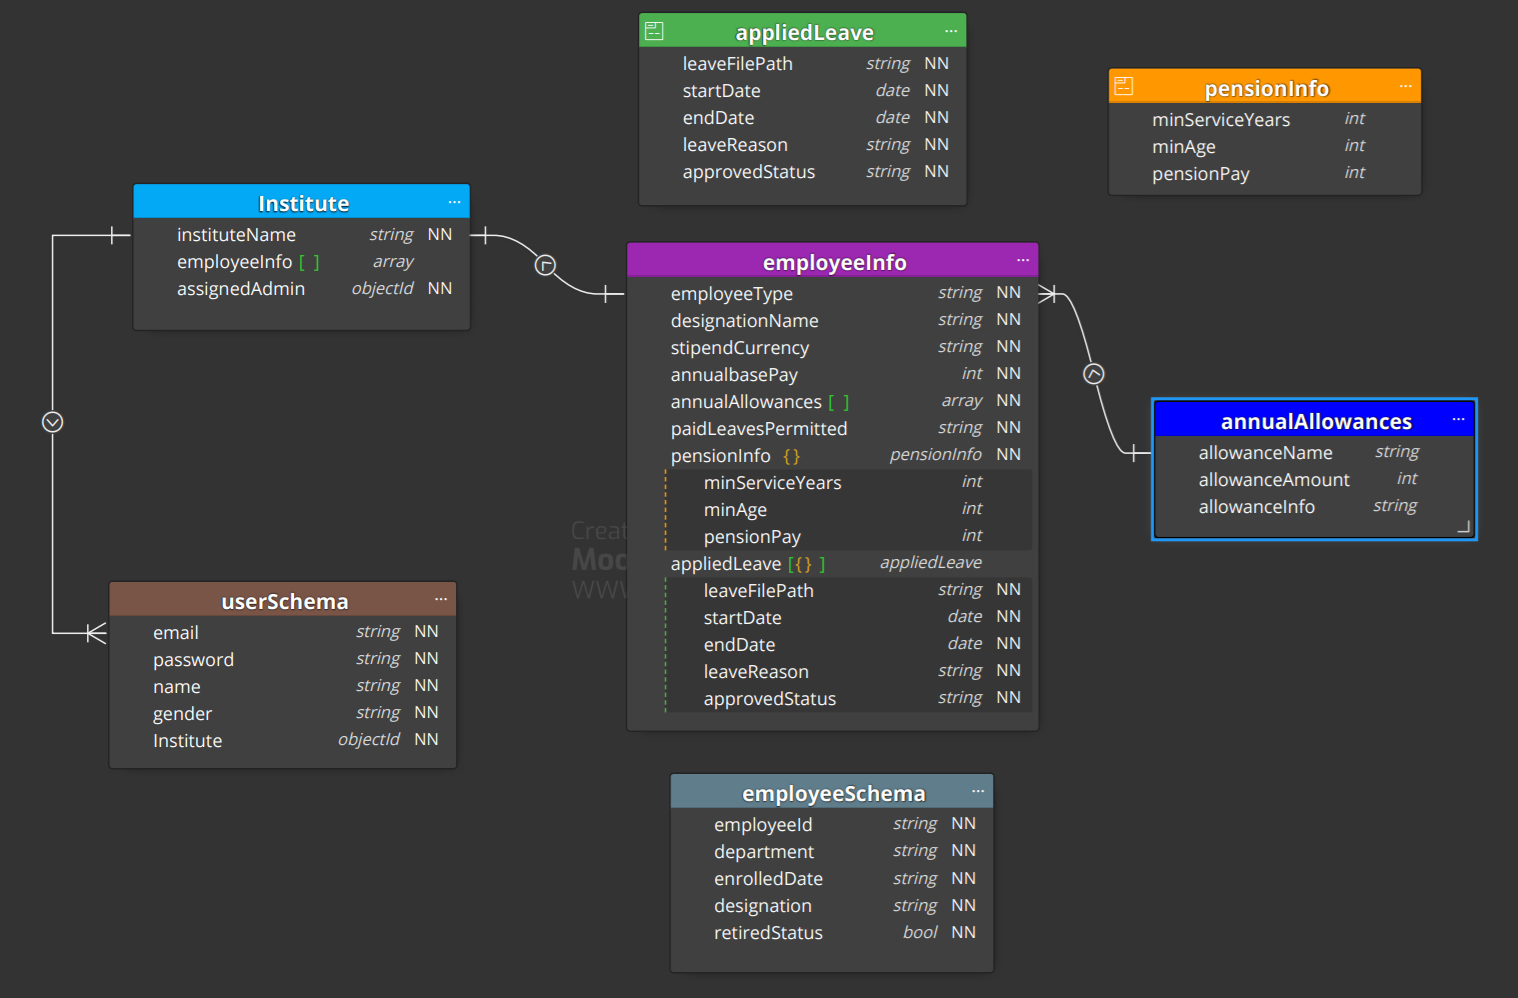 appliedLeave ...
leaveFilePath string NN
startDate date NN
endDate date NN
leaveReason string NN
approvedStatus string NN
pensionInfo ...
minServiceYears int
minAge int
pensionPay int
Institute ...
instituteName string NN
employeeInfo [ ] array
assignedAdmin objectId NN
employeeInfo ...
employeeType string NN
designationName string NN
stipendCurrency string NN
annualbasePay int NN
annualAllowances [ ] array NN
paidLeavesPermitted string NN
pensionInfo {} pensionInfo NN
minServiceYears int
minAge int
pensionPay int
appliedLeave [{} ] appliedLeave
leaveFilePath string NN
startDate date NN
endDate date NN
leaveReason string NN
approvedStatus string NN
annualAllowances ...
allowanceName string
allowanceAmount int
allowanceInfo string
Creat
Moo
WWW
userSchema ...
email string NN
password string NN
name string NN
gender string NN
Institute objectId NN
employeeSchema ...
employeeId string NN
department string NN
enrolledDate string NN
designation string NN
retiredStatus bool NN